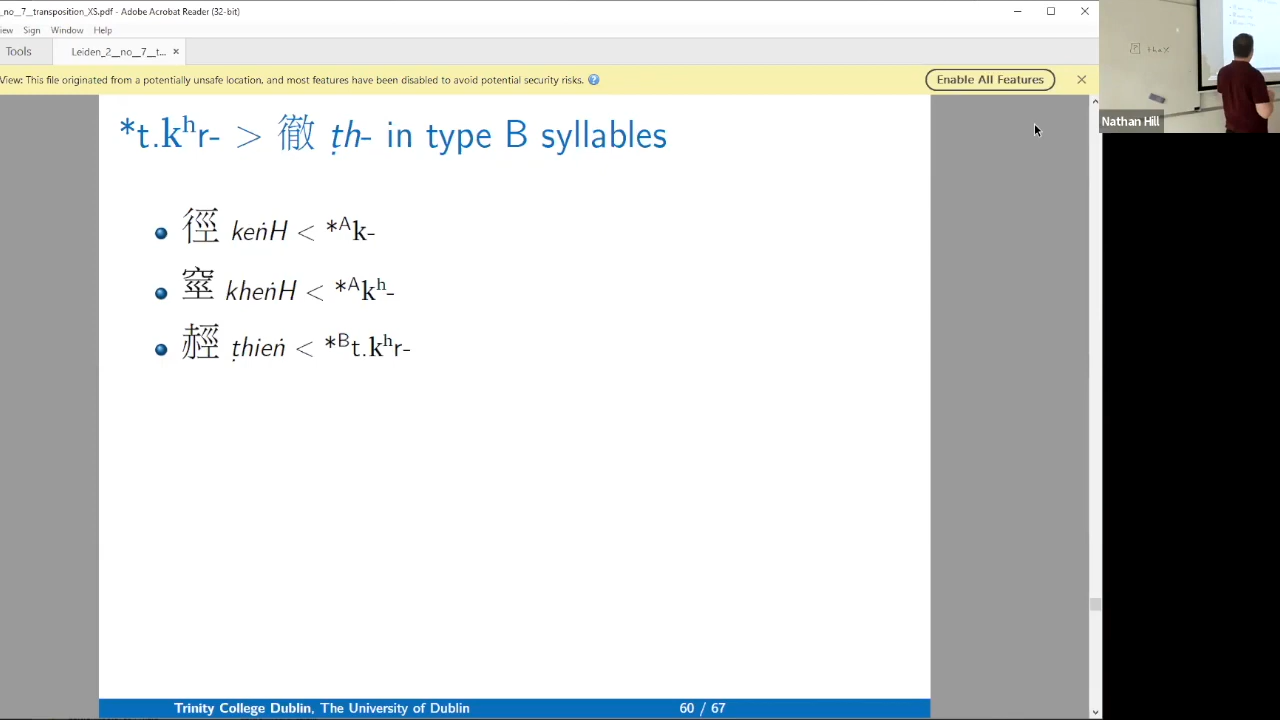 _no__7__transposition_XS.pdf - Adobe Acrobat Reader (32-bit)
iew Sign Window Help
Tools Leiden_2__no__7__t... ×
View: This file originated from a potentially unsafe location, and most features have been disabled to avoid potential security risks. Enable All Features
*t.kʰr- > 徹 ṭh- in type B syllables
徑 keṅH < *ᴬk-
窒 kheṅH < *ᴬkʰ-
赬 ṭhieṅ < *ᴮt.kʰr-
Trinity College Dublin, The University of Dublin 60 / 67
Nathan Hill